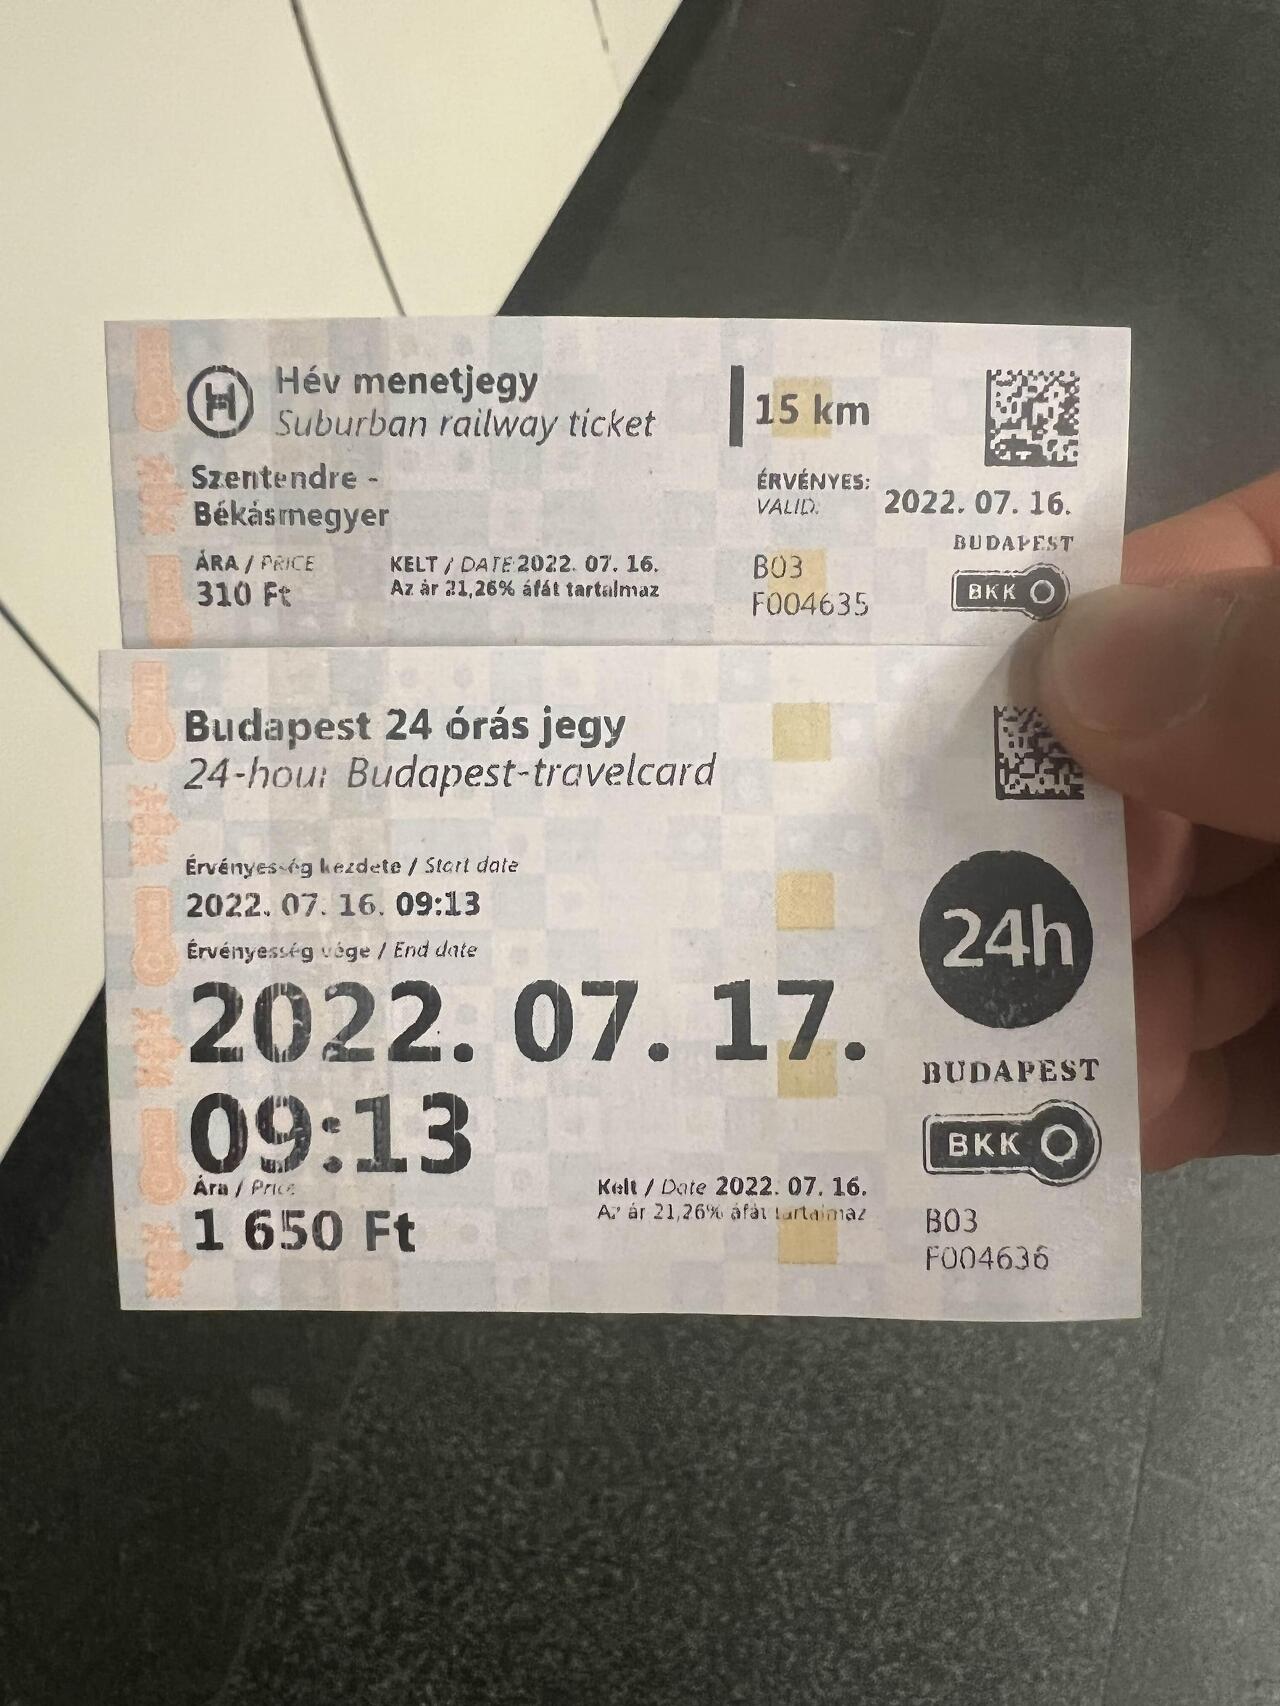 Hév menetjegy
Suburban railway ticket
15 km
Szentendre -
Békásmegyer
ÉRVÉNYES:
VALID:
2022. 07. 16.
ÁRA / PRICE
310 Ft
KELT / DATE 2022. 07. 16.
Az ár 21,26% áfát tartalmaz
B03
F004635
BUDAPEST
BKK
Budapest 24 órás jegy
24-hour Budapest-travelcard
Érvényesség kezdete / Start date
2022. 07. 16. 09:13
Érvényesség vége / End date
2022. 07. 17.
09:13
24h
Ára / Price
1 650 Ft
Kelt / Date 2022. 07. 16.
Az ár 21,26% áfát tartalmaz
BUDAPEST
BKK
B03
F004636